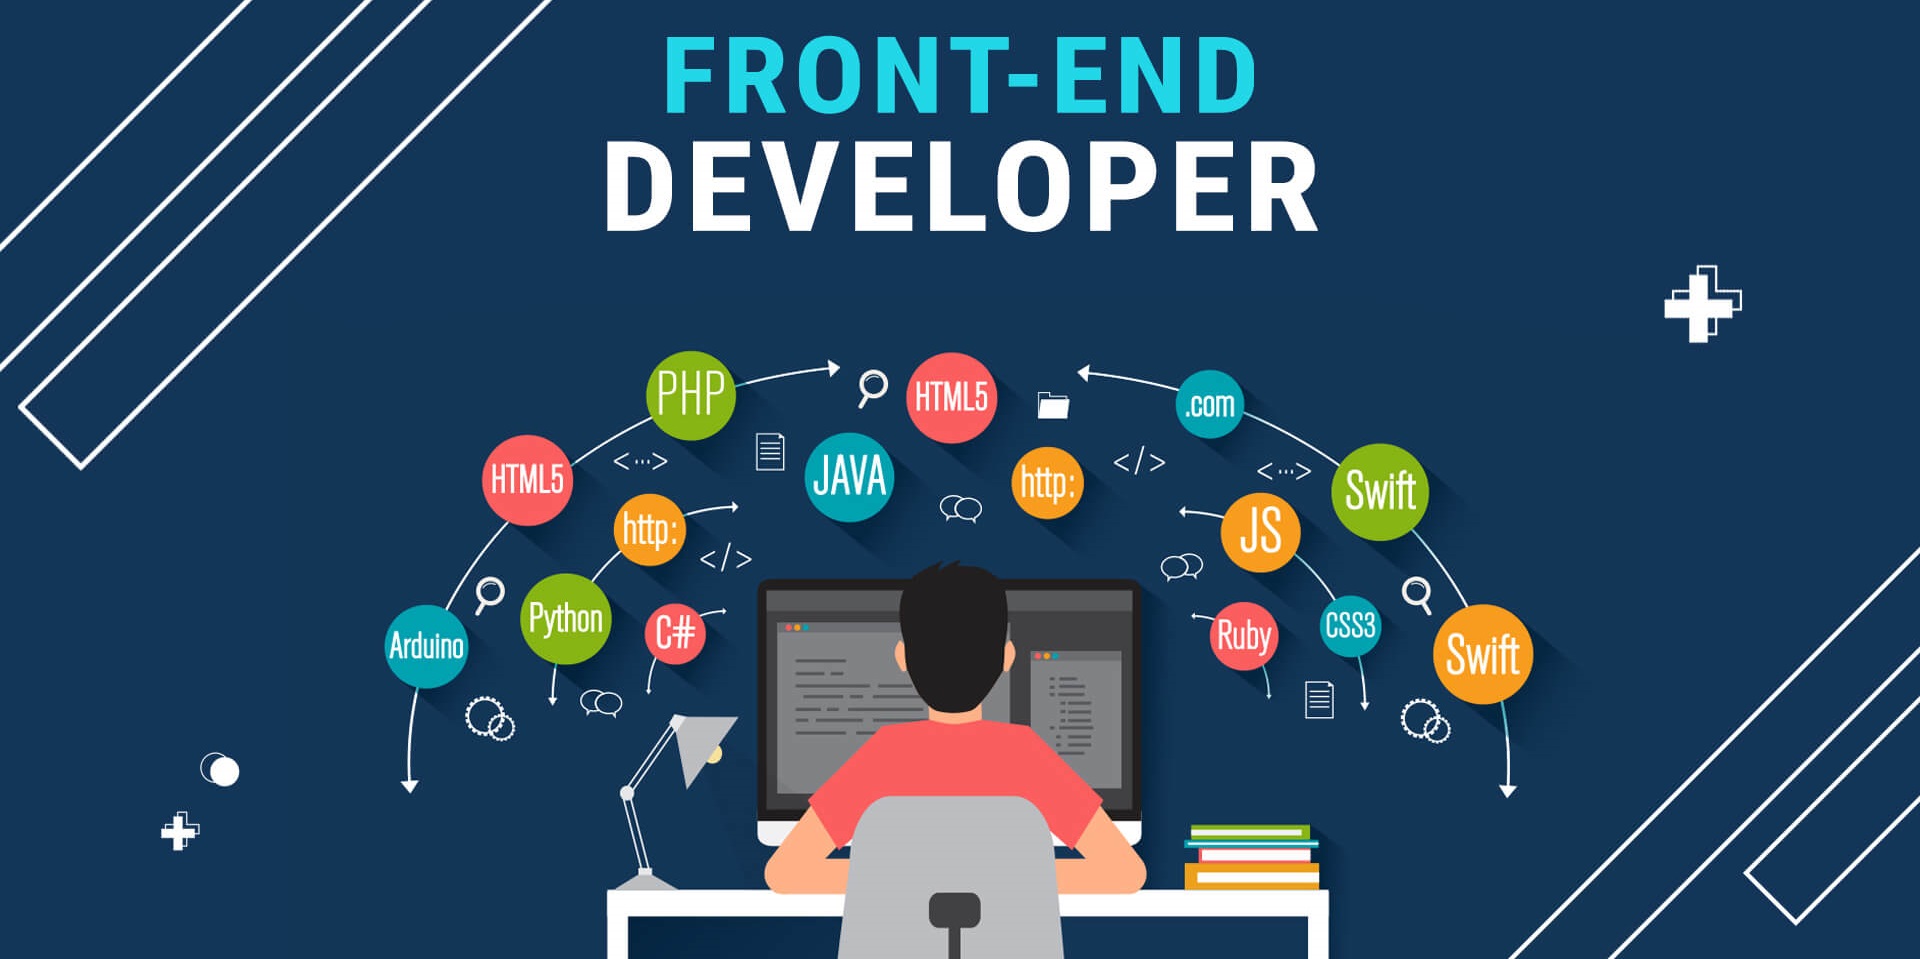 FRONT-END
DEVELOPER
PHP
HTML5
.com
HTML5
JAVA
http:
</>
<...>
Swift
<...>
http:
JS
</>
Arduino
Python
C#
Ruby
CSS3
Swift